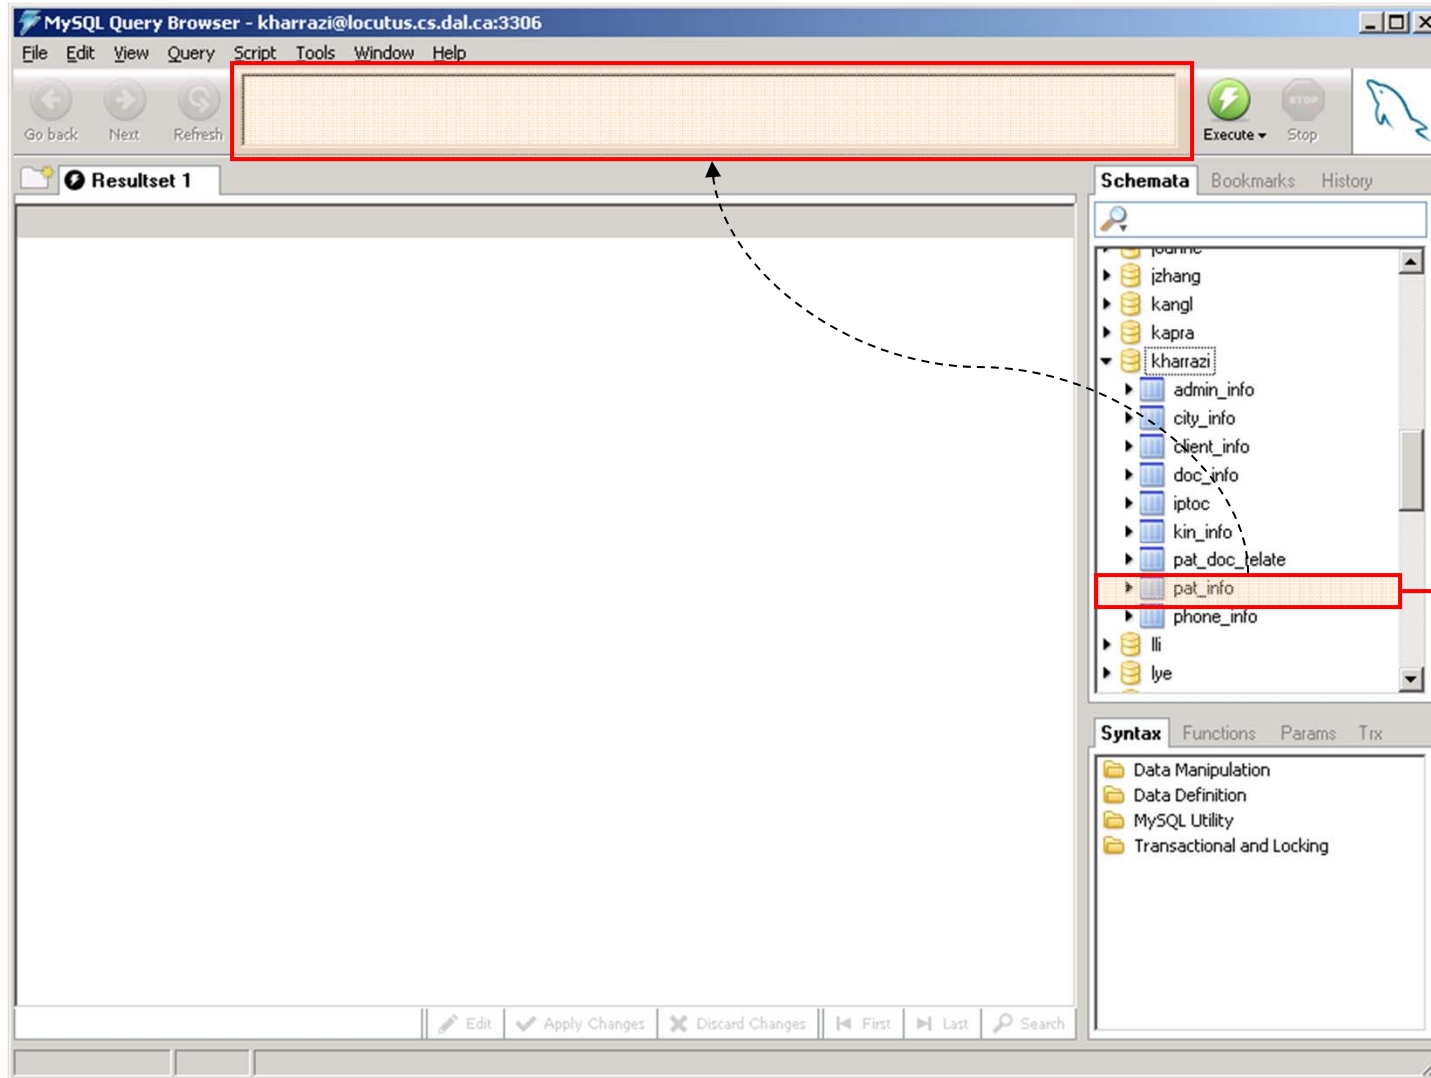 MySQL Query Browser - kharrazi@locutus.cs.dal.ca:3306
File Edit View Query Script Tools Window Help
Go back Next Refresh Execute Stop
STOP
Resultset 1
Schemata Bookmarks History
jzhang
kangl
kapra
kharrazi
admin_info
city_info
client_info
doc_info
iptoc
kin_info
pat_doc_relate
pat_info
phone_info
lli
lye
Syntax Functions Params Trx
Data Manipulation
Data Definition
MySQL Utility
Transactional and Locking
Edit Apply Changes Discard Changes First Last Search